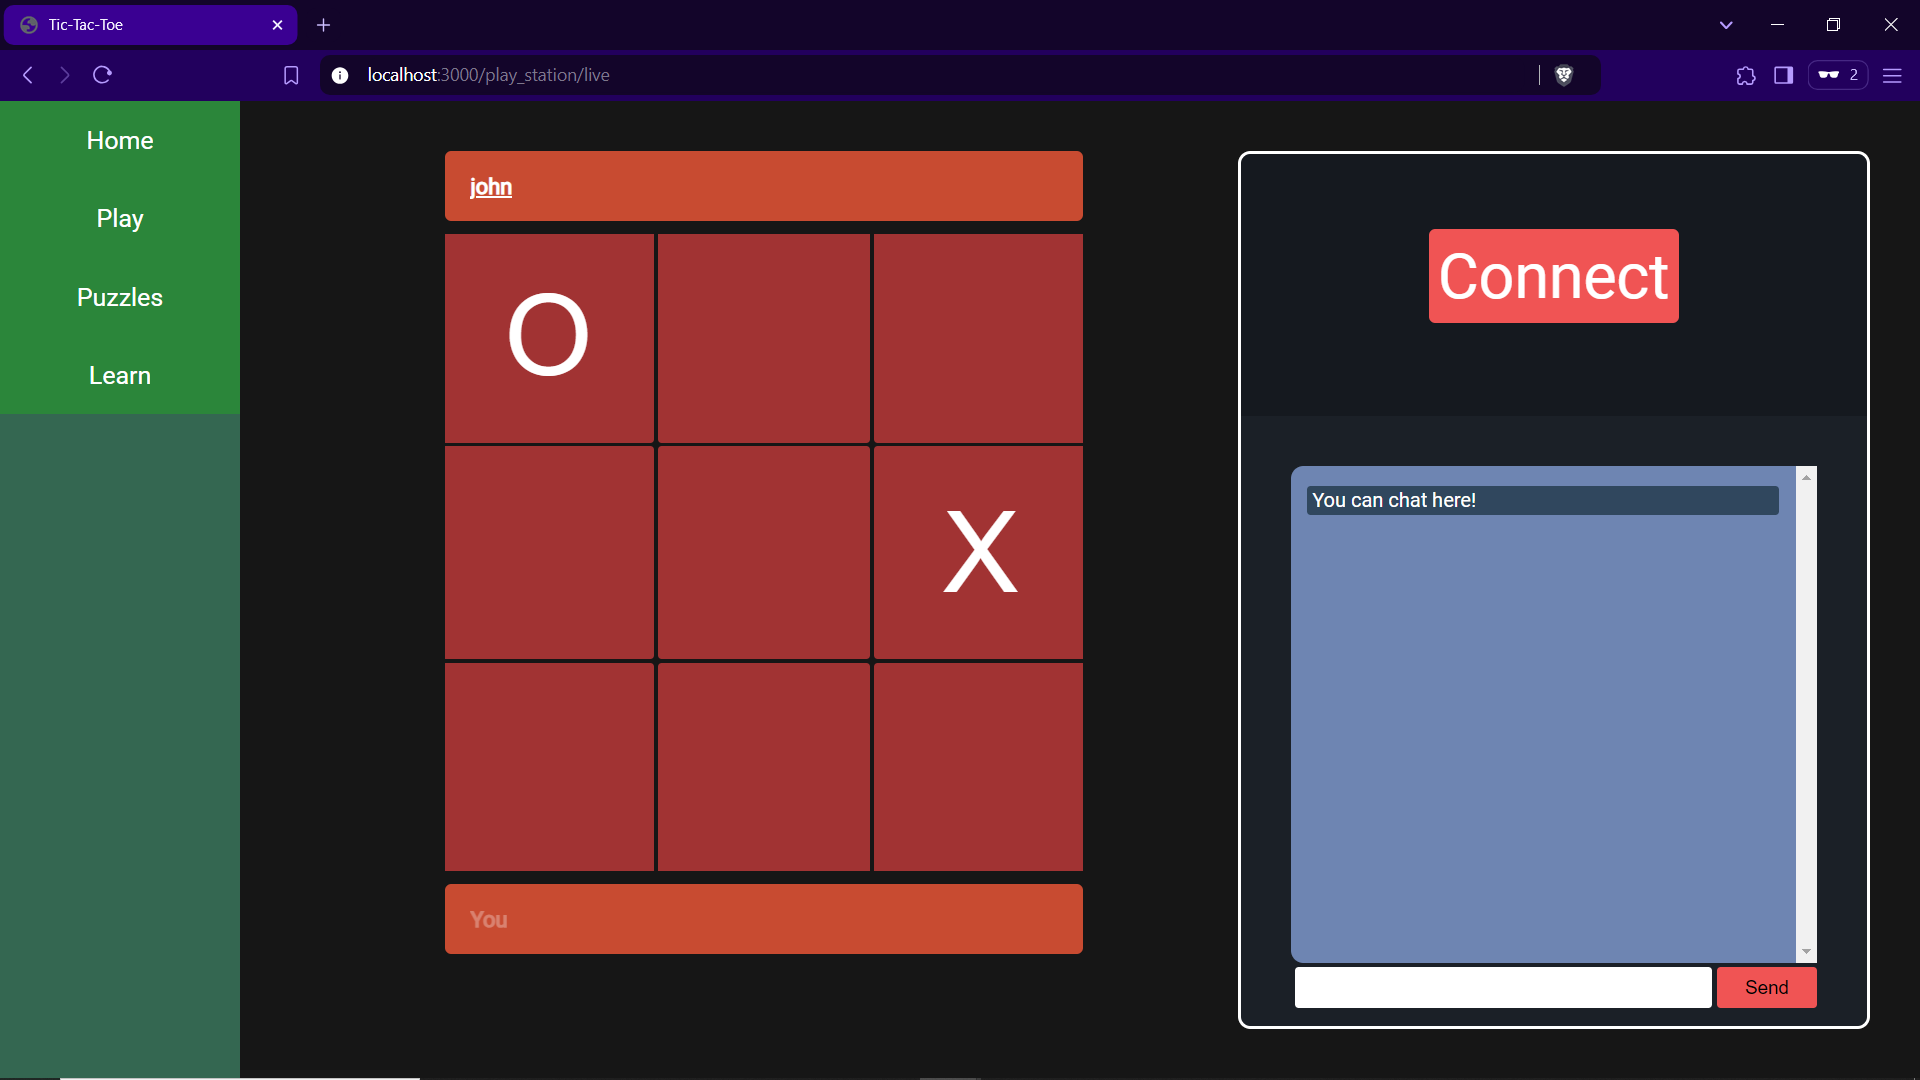 Tic-Tac-Toe
localhost:3000/play_station/live
2
Home
Play
Puzzles
Learn
john
O
X
You
Connect
You can chat here!
Send